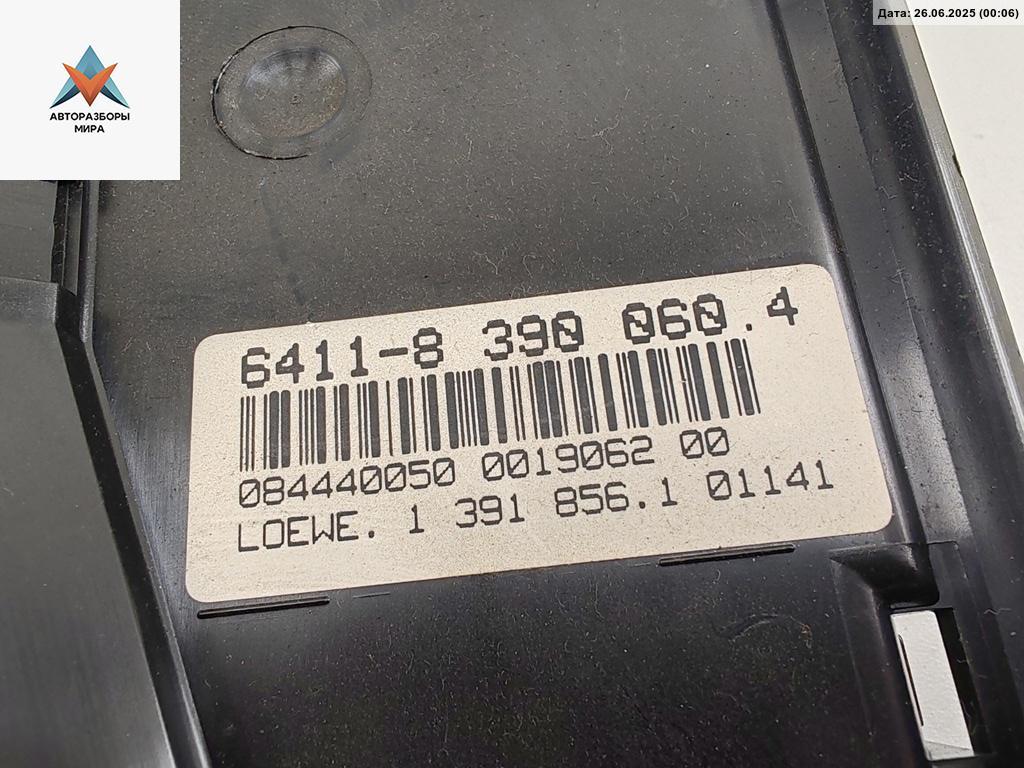 Дата: 26.06.2025 (00:06)
АВТОРАЗБОРЫ
МИРА
6411-8 390 060.4
084440050 0019062 00
LOEWE. 1 391 856.1 01141